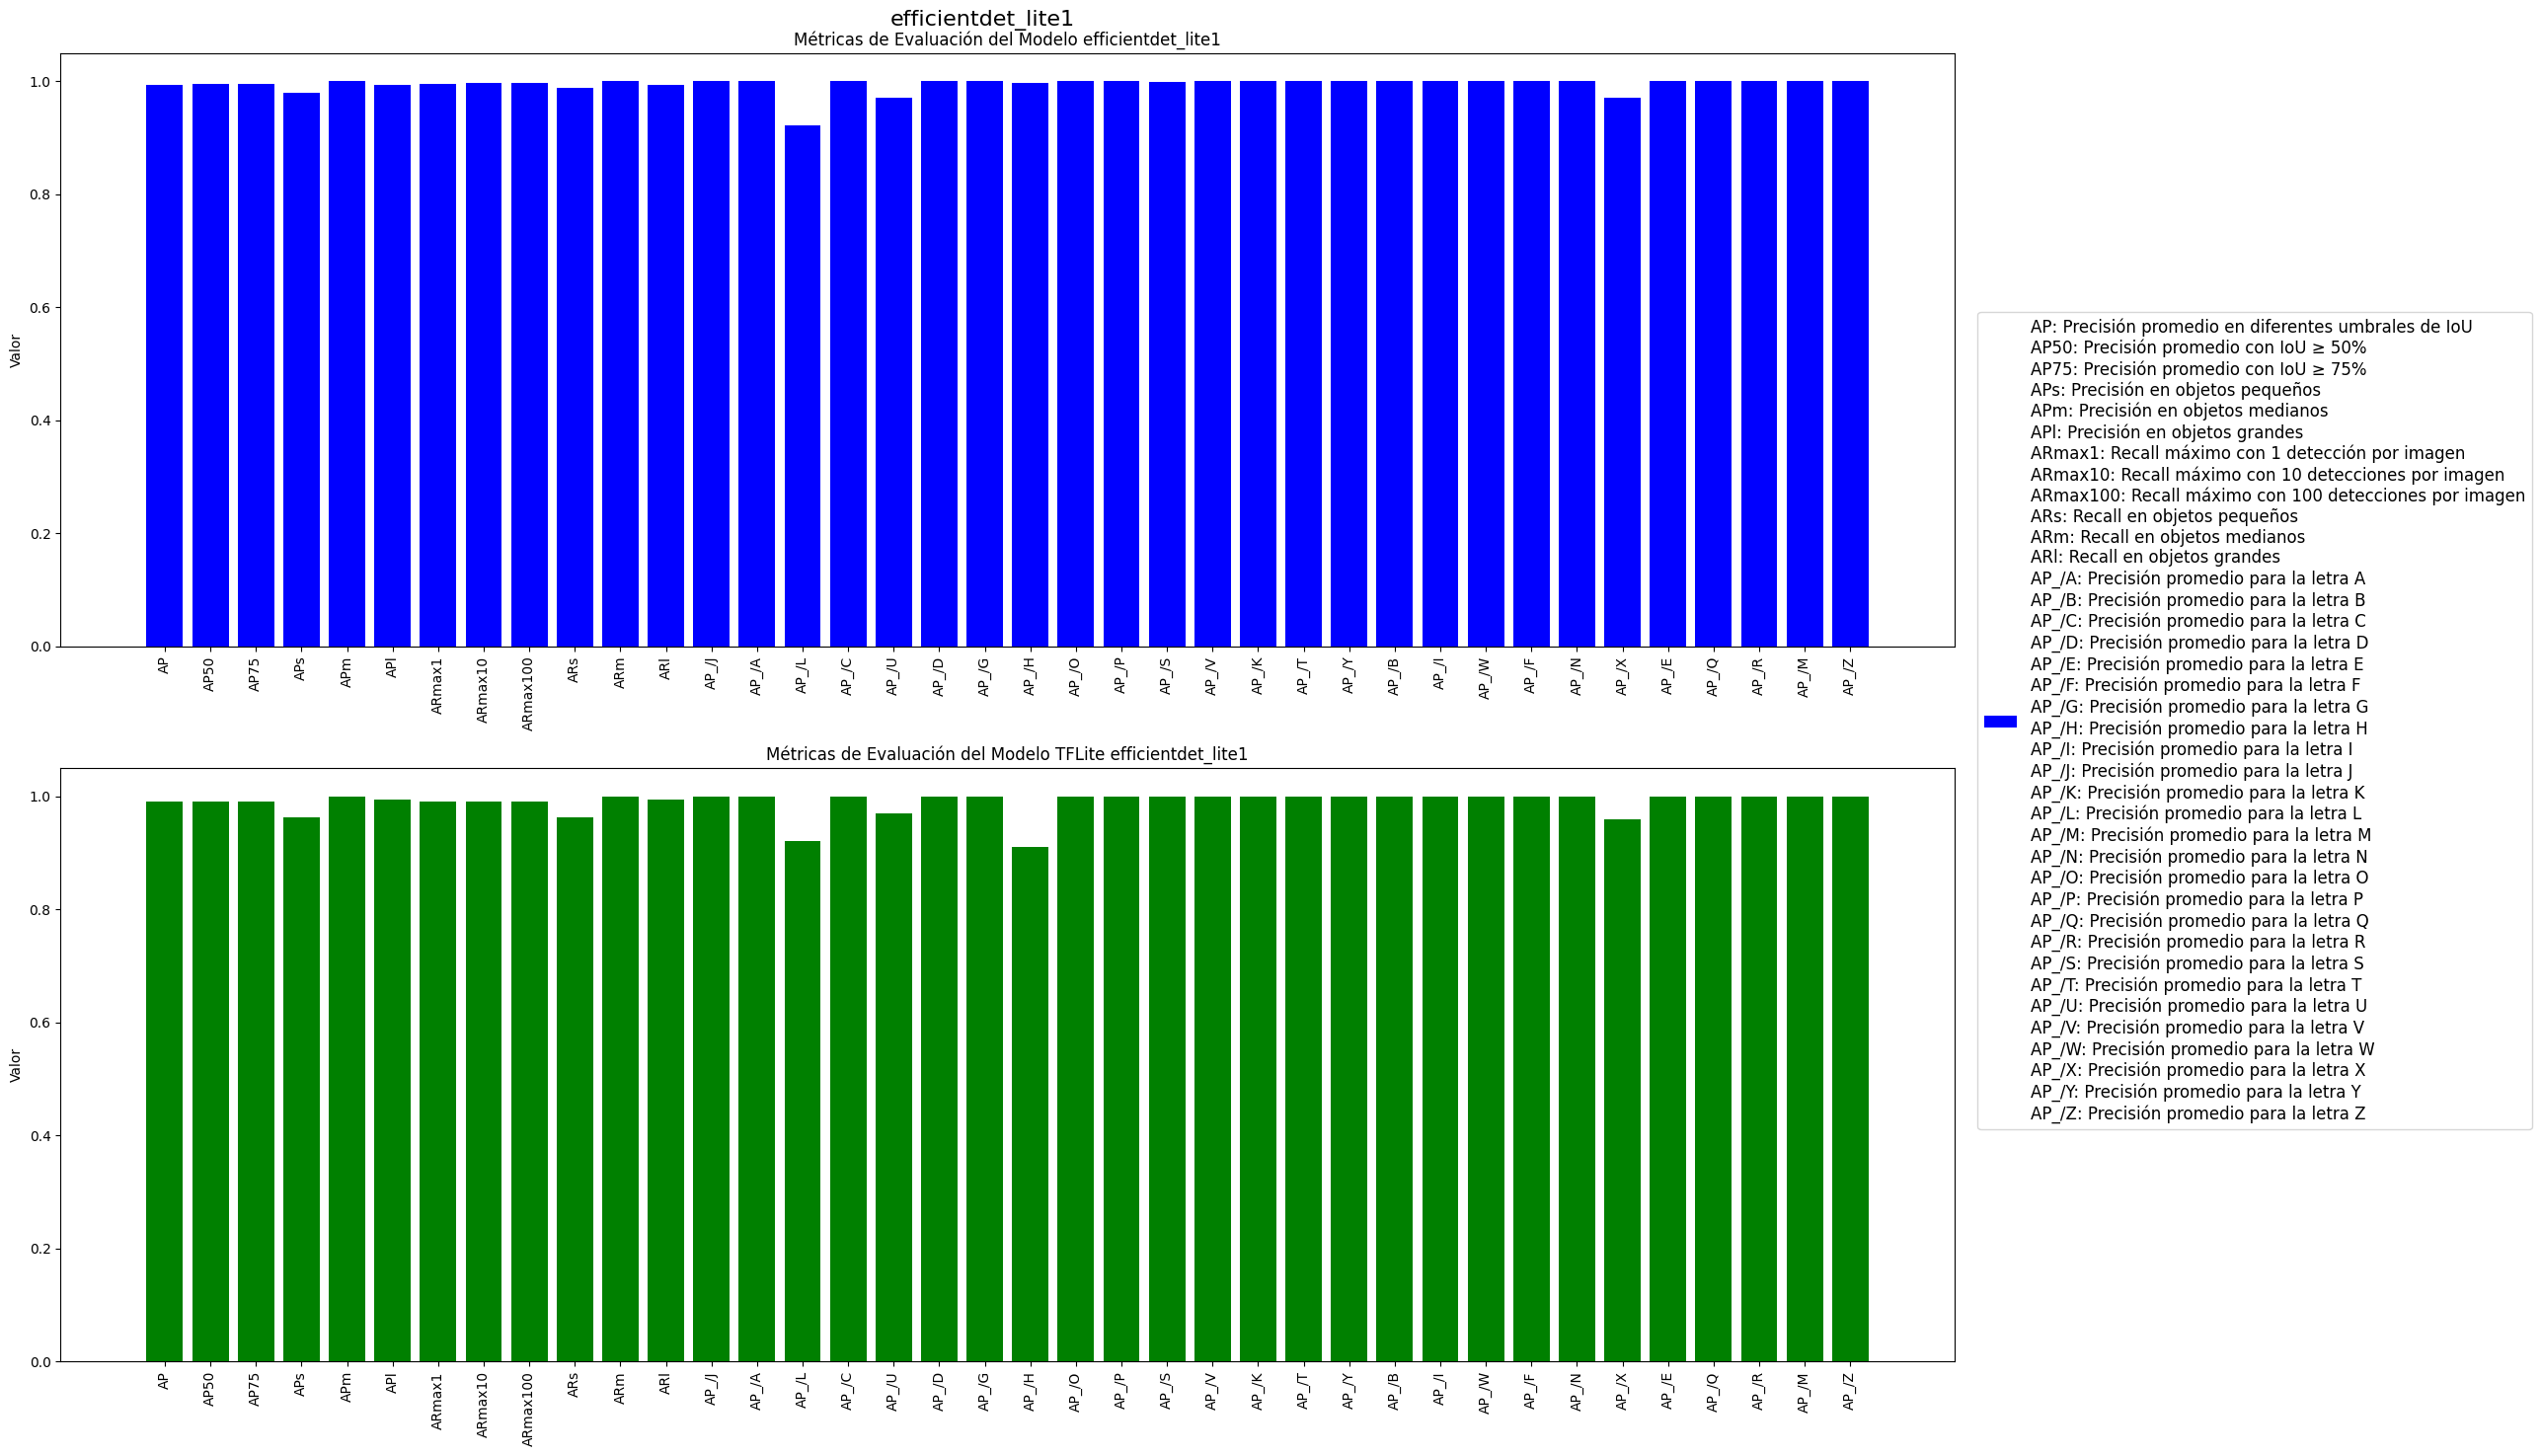 efficientdet_lite1
Métricas de Evaluación del Modelo efficientdet_lite1
1.0
0.8
0.6
0.4
0.2
0.0
Valor
AP
AP50
AP75
APs
APm
APl
ARmax1
ARmax10
ARmax100
ARs
ARm
ARl
AP_/J
AP_/A
AP_/L
AP_/C
AP_/U
AP_/D
AP_/G
AP_/H
AP_/O
AP_/P
AP_/S
AP_/V
AP_/K
AP_/T
AP_/Y
AP_/B
AP_/I
AP_/W
AP_/F
AP_/N
AP_/X
AP_/E
AP_/Q
AP_/R
AP_/M
AP_/Z
Métricas de Evaluación del Modelo TFLite efficientdet_lite1
1.0
0.8
0.6
0.4
0.2
0.0
Valor
AP
AP50
AP75
APs
APm
APl
ARmax1
ARmax10
ARmax100
ARs
ARm
ARl
AP_/J
AP_/A
AP_/L
AP_/C
AP_/U
AP_/D
AP_/G
AP_/H
AP_/O
AP_/P
AP_/S
AP_/V
AP_/K
AP_/T
AP_/Y
AP_/B
AP_/I
AP_/W
AP_/F
AP_/N
AP_/X
AP_/E
AP_/Q
AP_/R
AP_/M
AP_/Z
AP: Precisión promedio en diferentes umbrales de IoU
AP50: Precisión promedio con IoU ≥ 50%
AP75: Precisión promedio con IoU ≥ 75%
APs: Precisión en objetos pequeños
APm: Precisión en objetos medianos
APl: Precisión en objetos grandes
ARmax1: Recall máximo con 1 detección por imagen
ARmax10: Recall máximo con 10 detecciones por imagen
ARmax100: Recall máximo con 100 detecciones por imagen
ARs: Recall en objetos pequeños
ARm: Recall en objetos medianos
ARl: Recall en objetos grandes
AP_/A: Precisión promedio para la letra A
AP_/B: Precisión promedio para la letra B
AP_/C: Precisión promedio para la letra C
AP_/D: Precisión promedio para la letra D
AP_/E: Precisión promedio para la letra E
AP_/F: Precisión promedio para la letra F
AP_/G: Precisión promedio para la letra G
AP_/H: Precisión promedio para la letra H
AP_/I: Precisión promedio para la letra I
AP_/J: Precisión promedio para la letra J
AP_/K: Precisión promedio para la letra K
AP_/L: Precisión promedio para la letra L
AP_/M: Precisión promedio para la letra M
AP_/N: Precisión promedio para la letra N
AP_/O: Precisión promedio para la letra O
AP_/P: Precisión promedio para la letra P
AP_/Q: Precisión promedio para la letra Q
AP_/R: Precisión promedio para la letra R
AP_/S: Precisión promedio para la letra S
AP_/T: Precisión promedio para la letra T
AP_/U: Precisión promedio para la letra U
AP_/V: Precisión promedio para la letra V
AP_/W: Precisión promedio para la letra W
AP_/X: Precisión promedio para la letra X
AP_/Y: Precisión promedio para la letra Y
AP_/Z: Precisión promedio para la letra Z